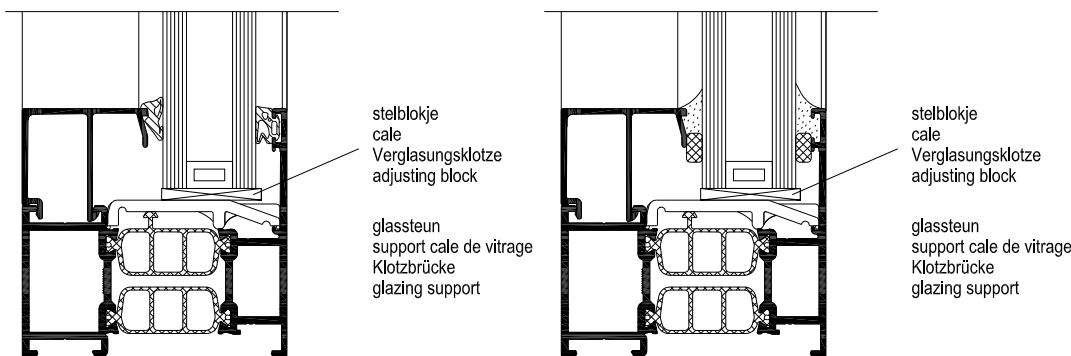 stelblokje
cale
Verglasungsklotze
adjusting block
glassteun
support cale de vitrage
Klotzbrücke
glazing support
stelblokje
cale
Verglasungsklotze
adjusting block
glassteun
support cale de vitrage
Klotzbrücke
glazing support